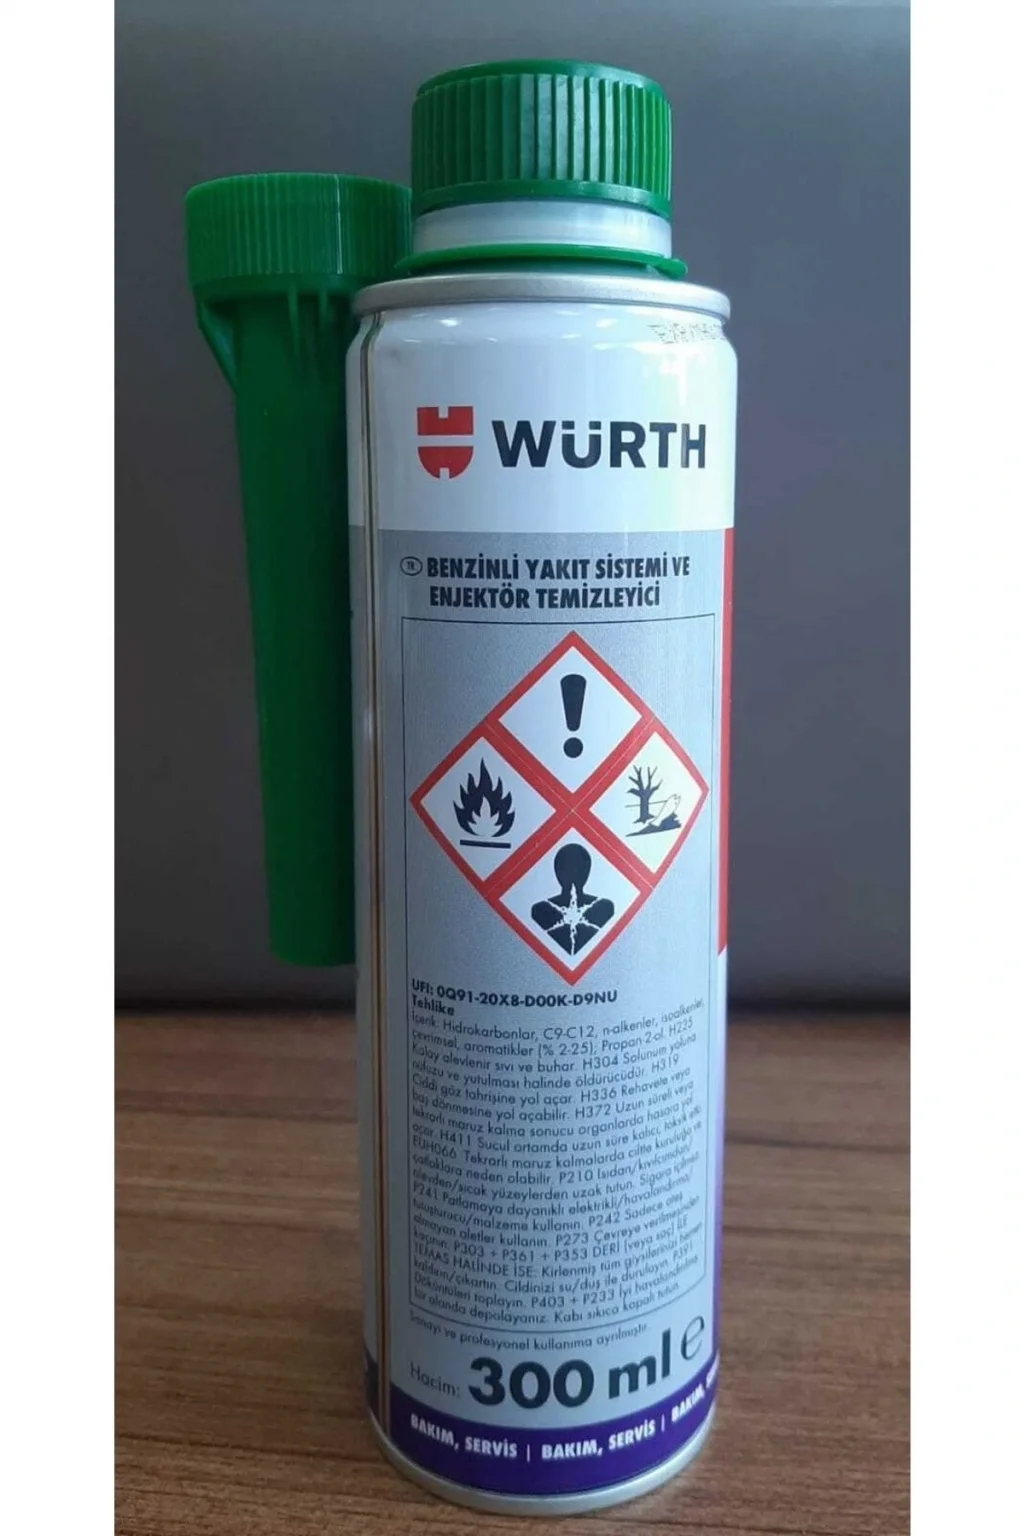 WÜRTH
TR BENZİNLİ YAKIT SİSTEMİ VE
ENJEKTÖR TEMİZLEYİCİ
UFI: 0Q91-20X8-D00K-D9NU
Tehlike
İçerik: Hidrokarbonlar, C9-C12, n-alkenler, isoalkenler,
çevrimsel, aromatikler (% 2-25); Propan-2-ol. H225
Kolay alevlenir sıvı ve buhar. H304 Solunum yoluna
nüfuzu ve yutulması halinde öldürücüdür. H319
Ciddi göz tahrişine yol açar. H336 Rehavete veya
baş dönmesine yol açabilir. H372 Uzun süreli veya
tekrarlı maruz kalma sonucu organlarda hasara yol
açar. H411 Sucul ortamda uzun süre kalıcı, toksik etki.
EUH066 Tekrarlı maruz kalmalarda ciltte kuruluğa ve
çatlaklara neden olabilir. P210 Isıdan/kıvılcımdan/
alevden/sıcak yüzeylerden uzak tutun. Sigara içilmez.
P241 Patlamaya dayanıklı elektrikli/havalandırma/
tutuşturucu/malzeme kullanın. P242 Sadece ateş
almayan aletler kullanın. P273 Çevreye verilmesinden
kaçının. P303 + P361 + P353 DERİ (veya saç) İLE
TEMAS HALİNDE İSE: Kirlenmiş tüm giysilerinizi hemen
kaldırın/çıkartın. Cildinizi su/duş ile durulayın. P391
Döküntüleri toplayın. P403 + P233 İyi havalandırılmış
bir alanda depolayınız. Kabı sıkıca kapalı tutun.
Sanayi ve profesyonel kullanıma ayrılmıştır.
Hacim: 300 ml e
BAKIM, SERVİS | BAKIM, SERVİS | BAKIM,